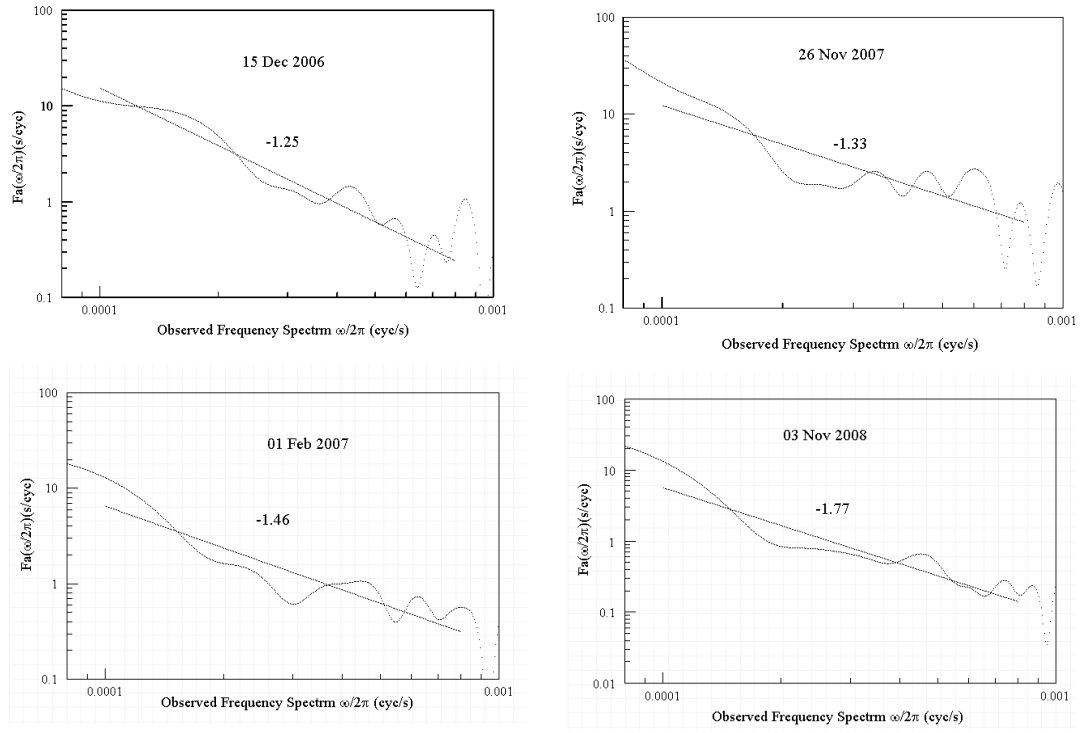 100
15 Dec 2006
10
-1.25
1
0.1
0.0001
0.001
Fa(ω/2π)(s/cyc)
Observed Frequency Spectrm ω/2π (cyc/s)
100
26 Nov 2007
10
-1.33
1
0.1
0.0001
0.001
Fa(ω/2π)(s/cyc)
Observed Frequency Spectrm ω/2π (cyc/s)
100
01 Feb 2007
10
-1.46
1
0.1
0.0001
0.001
Fa(ω/2π)(s/cyc)
Observed Frequency Spectrm ω/2π (cyc/s)
100
03 Nov 2008
10
-1.77
1
0.1
0.01
0.0001
0.001
Fa(ω/2π)(s/cyc)
Observed Frequency Spectrm ω/2π (cyc/s)